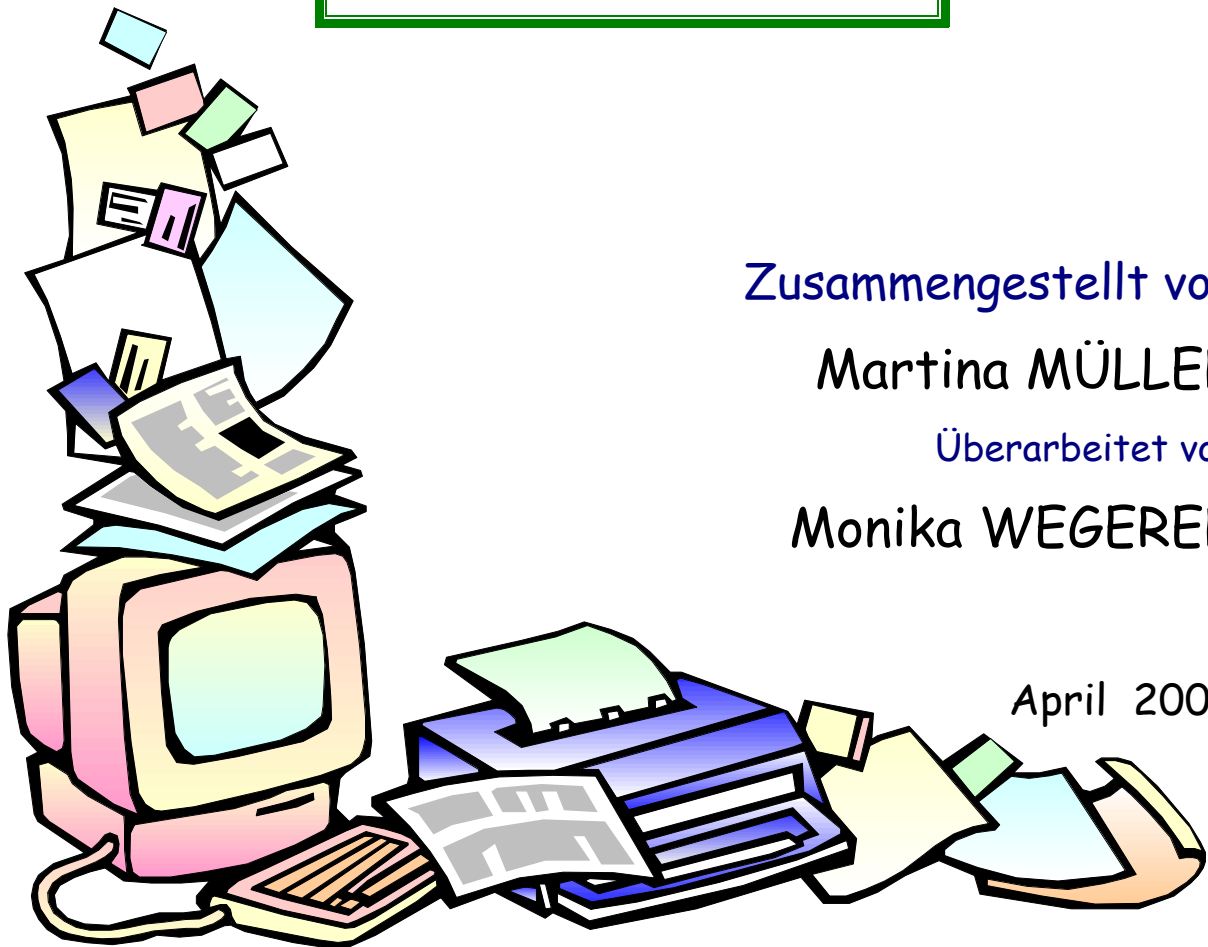 Zusammengestellt vo
Martina MÜLLE
Überarbeitet vo
Monika WEGERE
April 200